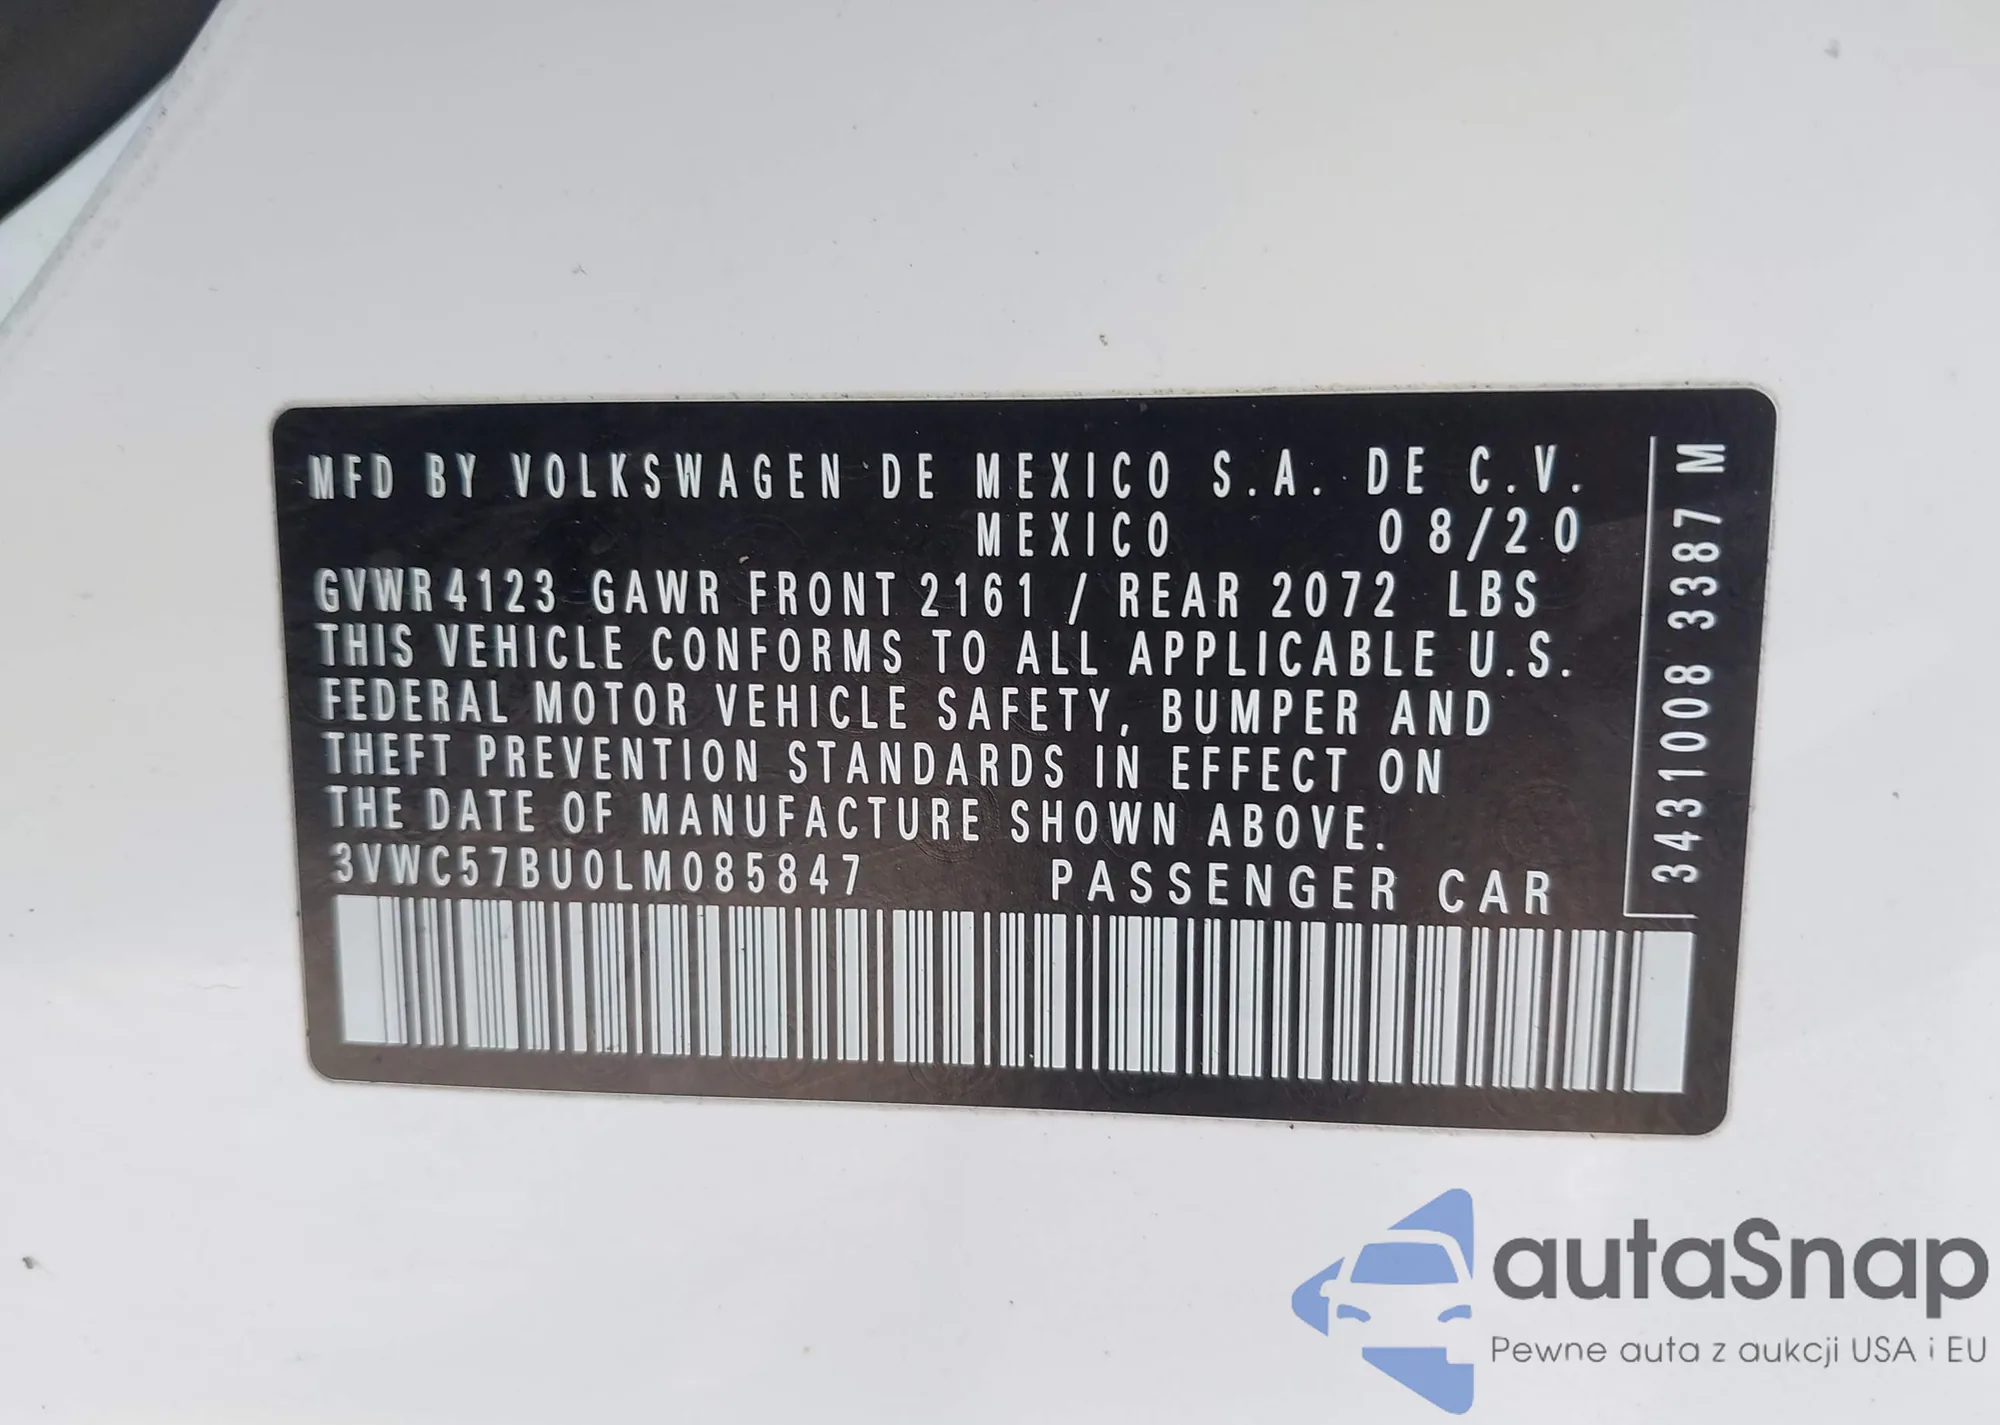 MFD BY VOLKSWAGEN DE MEXICO S.A. DE C.V.
MEXICO 08/20
GVWR 4123 GAWR FRONT 2161 / REAR 2072 LBS
THIS VEHICLE CONFORMS TO ALL APPLICABLE U.S.
FEDERAL MOTOR VEHICLE SAFETY, BUMPER AND
THEFT PREVENTION STANDARDS IN EFFECT ON
THE DATE OF MANUFACTURE SHOWN ABOVE.
3VWC57BU0LM085847 PASSENGER CAR
3431008 3387 M
autaSnap
Pewne auta z aukcji USA i EU